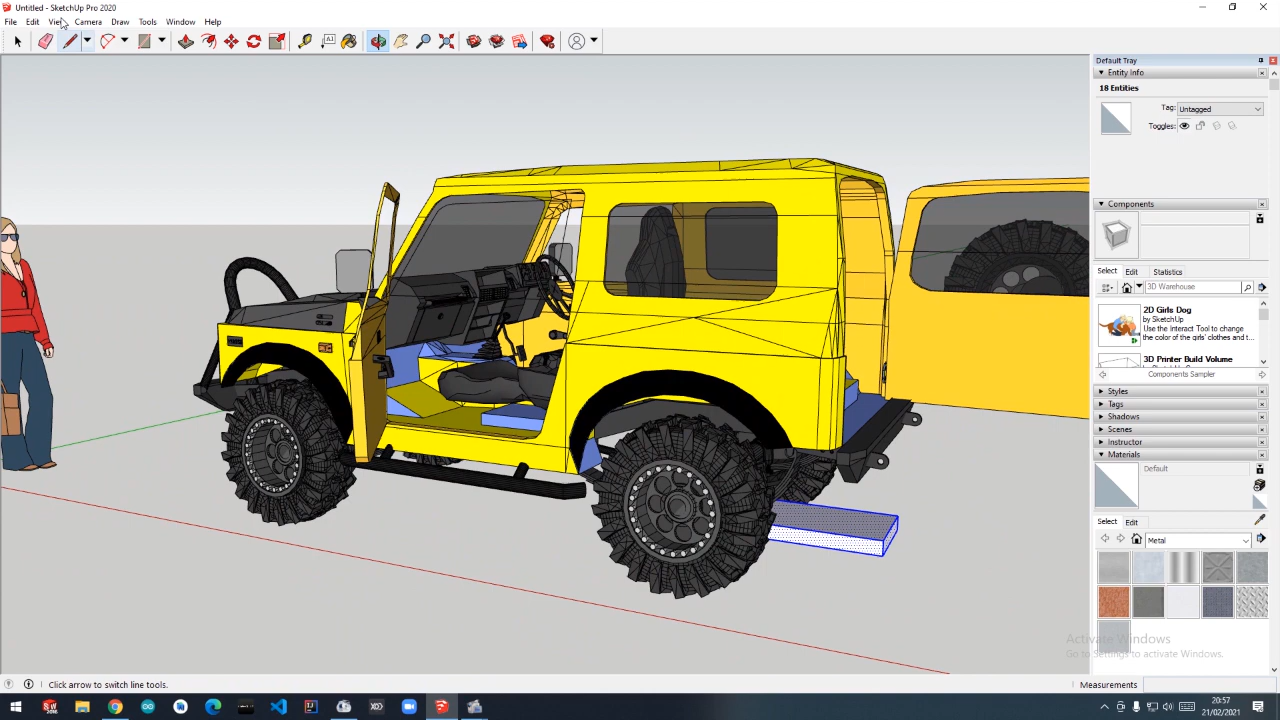 Untitled - SketchUp Pro 2020
File Edit View Camera Draw Tools Window Help
Default Tray
Entity Info
18 Entities
Tag: Untagged
Toggles:
Components
Select Edit Statistics
3D Warehouse
2D Girls Dog
by SketchUp
Use the Interact Tool to change
the color of the girls' clothes and t...
3D Printer Build Volume
Components Sampler
Styles
Tags
Shadows
Scenes
Instructor
Materials
Default
Select Edit
Metal
Activate Windows
Go to Settings to activate Windows.
Click arrow to switch line tools.
Measurements
20:57
21/02/2021